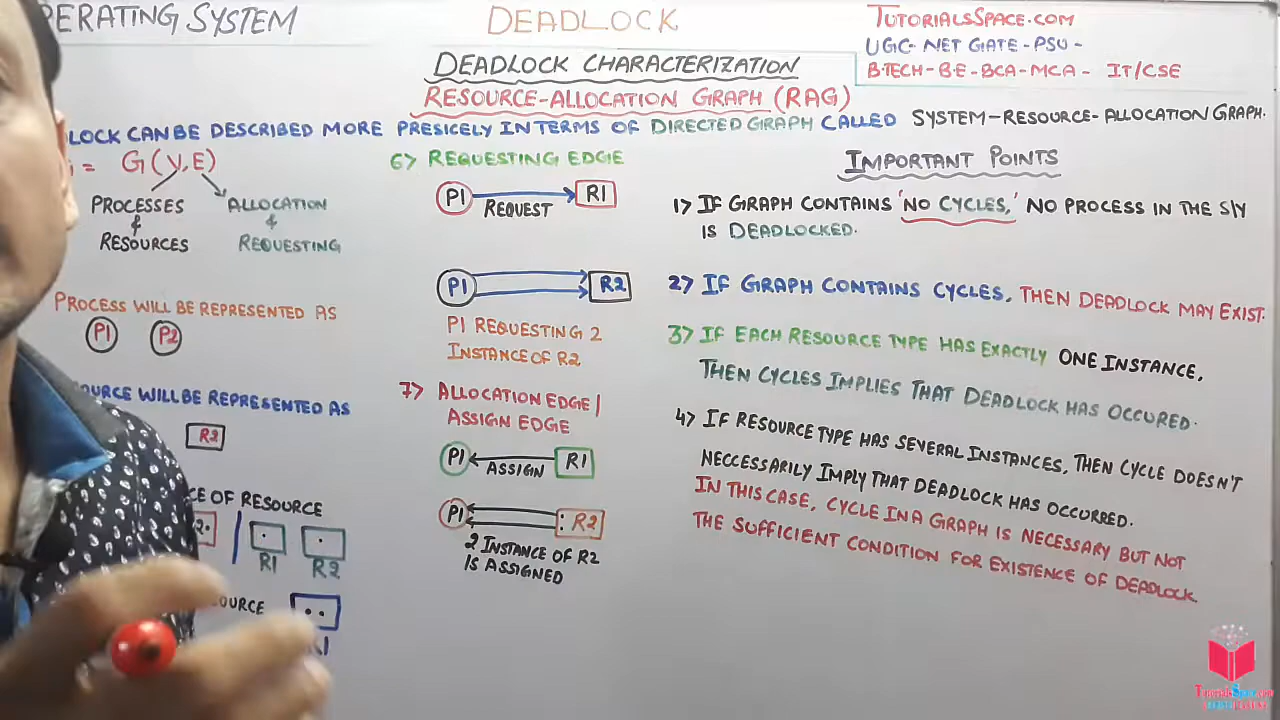 PERATING SYSTEM
DEADLOCK
TUTORIALSSPACE.COM
UGC-NET GATE-PSU-
B.TECH-B.E-BCA-MCA- IT/CSE
DEADLOCK CHARACTERIZATION
RESOURCE-ALLOCATION GRAPH (RAG)
LOCK CAN BE DESCRIBED MORE PRESICELY IN TERMS OF DIRECTED GRAPH CALLED SYSTEM-RESOURCE-ALLOCATION GRAPH.
= G(V,E)
PROCESSES
&
RESOURCES
ALLOCATION
&
REQUESTING
PROCESS WILL BE REPRESENTED AS
P1 P2
OURCE WILL BE REPRESENTED AS
R2
CE OF RESOURCE
R1 R2
OURCE
6> REQUESTING EDGE
P1 R1
REQUEST
P1 R2
P1 REQUESTING 2
INSTANCE OF R2
7> ALLOCATION EDGE |
ASSIGN EDGE
P1 R1
ASSIGN
P1 : R2
2 INSTANCE OF R2
IS ASSIGNED
IMPORTANT POINTS
1> IF GRAPH CONTAINS 'NO CYCLES,' NO PROCESS IN THE S/Y
IS DEADLOCKED.
2> IF GRAPH CONTAINS CYCLES, THEN DEADLOCK MAY EXIST.
3> IF EACH RESOURCE TYPE HAS EXACTLY ONE INSTANCE,
THEN CYCLES IMPLIES THAT DEADLOCK HAS OCCURED.
4> IF RESOURCE TYPE HAS SEVERAL INSTANCES, THEN CYCLE DOESN'T
NECCESSARILY IMPLY THAT DEADLOCK HAS OCCURRED.
IN THIS CASE, CYCLE IN A GRAPH IS NECESSARY BUT NOT
THE SUFFICIENT CONDITION FOR EXISTENCE OF DEADLOCK.
TutorialsSpace.com